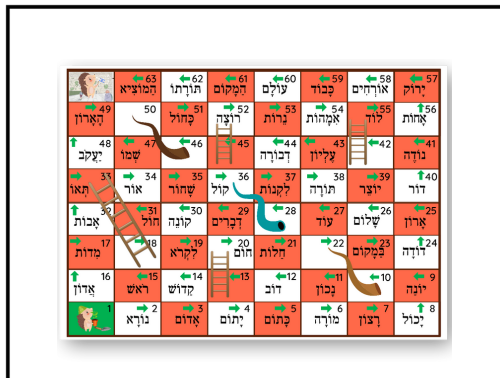 57 58 59 60 61 62 63
יָרוֹק אוֹרְחִים כָּבוֹד עוֹלָם הַמָּקוֹם תּוֹרָתוֹ הַמּוֹצִיא
56 55 54 53 52 51 50 49
אָחוֹת לוֹד אִמָּהוֹת נֵרוֹת רוֹצָה כָּחוֹל הָאָרוֹן
41 42 43 44 45 46 47 48
נוֹדָה עֶלְיוֹן דְבוֹרָה שְׁמוֹ יַעֲקֹב
40 39 38 37 36 35 34 33
דוֹר יוֹצֵר תּוֹרָה לִקְנוֹת קוֹל שָׁחוֹר אוֹר תָּאוֹ
25 26 27 28 29 30 31 32
אָרוֹן שָׁלוֹם עוֹד דְּבָרִים קוֹנָה חוֹל אָבוֹת
24 23 22 21 20 19 18 17
דוֹדָה בִּמְקוֹם חַלּוֹת חוֹם לִקְרֹא מִדּוֹת
9 10 11 12 13 14 15 16
יוֹנָה נָכוֹן דוֹב קָדוֹשׁ רֹאשׁ אָדוֹן
8 7 6 5 4 3 2 1
יָכוֹל רָצוֹן מוֹרָה כָּתוֹם יָתוֹם אָדוֹם נוֹרָא